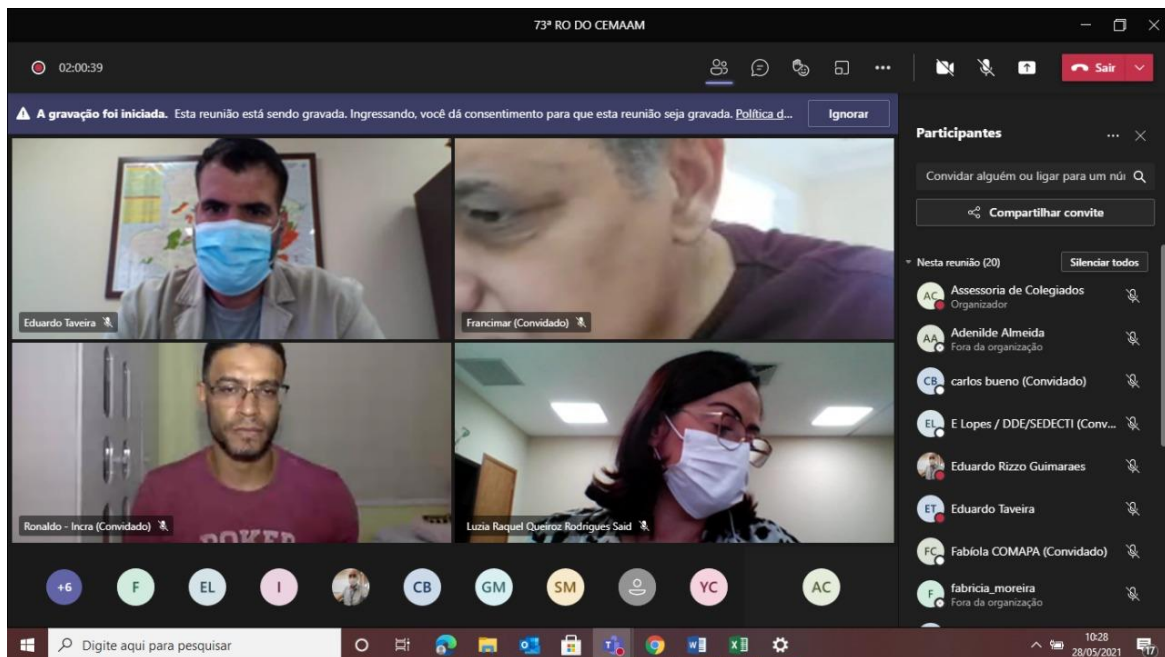 73ª RO DO CEMAAM
02:00:39
Sair
A gravação foi iniciada. Esta reunião está sendo gravada. Ingressando, você dá consentimento para que esta reunião seja gravada. Política d...
Ignorar
Eduardo Taveira
Francimar (Convidado)
POKER
Ronaldo - Incra (Convidado)
Luzia Raquel Queiroz Rodrigues Said
+6
F
EL
I
CB
GM
SM
YC
AC
Participantes
Convidar alguém ou ligar para um núi
Compartilhar convite
Nesta reunião (20)
Silenciar todos
AC
Assessoria de Colegiados
Organizador
AA
Adenilde Almeida
Fora da organização
CB
carlos bueno (Convidado)
EL
E Lopes / DDE/SEDECTI (Conv...
Eduardo Rizzo Guimaraes
ET
Eduardo Taveira
FC
Fabíola COMAPA (Convidado)
F
fabricia_moreira
Fora da organização
Digite aqui para pesquisar
10:28
28/05/2021
17